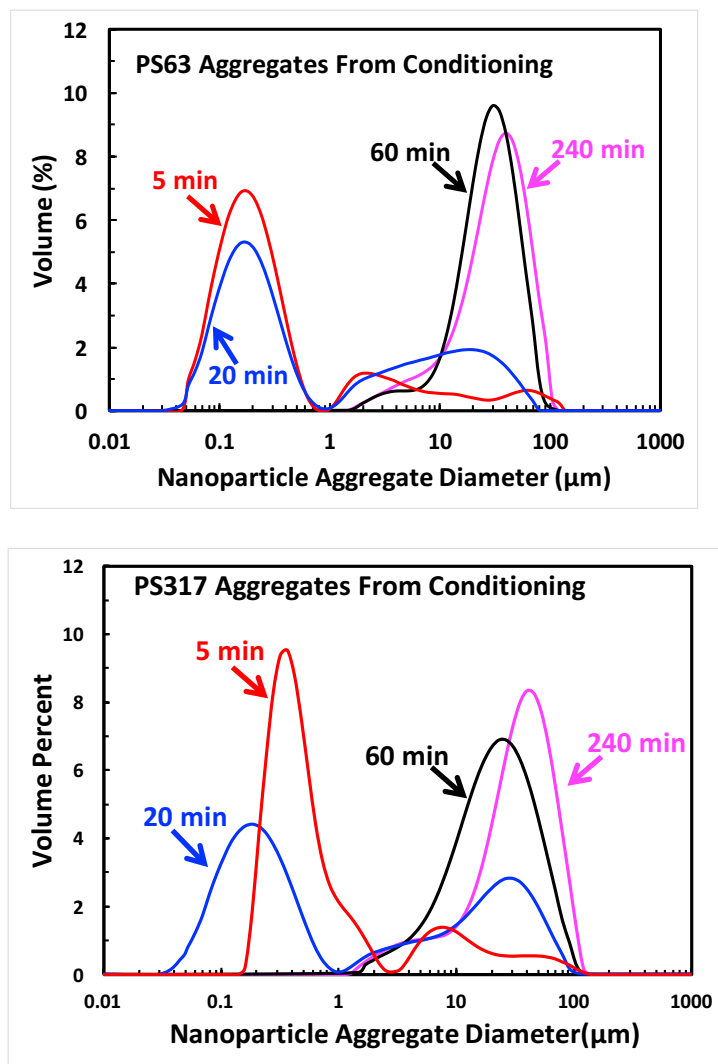 12
PS63 Aggregates From Conditioning
10
60 min
240 min
8
5 min
Volume (%)
6
4
20 min
2
0
0.01 0.1 1 10 100 1000
Nanoparticle Aggregate Diameter (µm)
12
PS317 Aggregates From Conditioning
10
5 min
8
60 min
240 min
Volume Percent
6
20 min
4
2
0
0.01 0.1 1 10 100 1000
Nanoparticle Aggregate Diameter(µm)